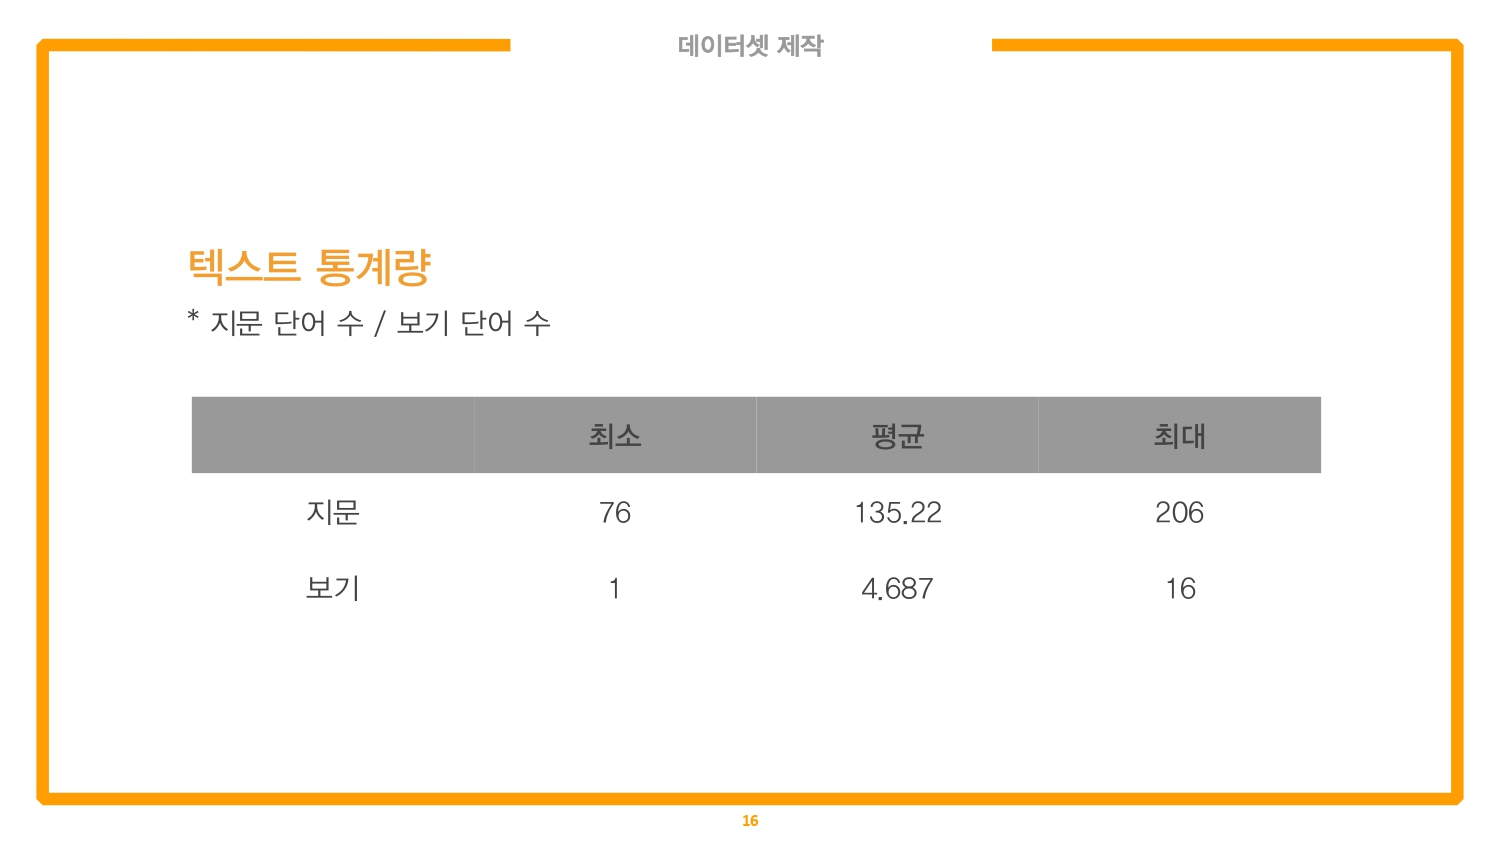 데이터셋 제작
텍스트 통계량
* 지문 단어 수 / 보기 단어 수
최소 평균 최대
지문 76 135.22 206
보기 1 4.687 16
16